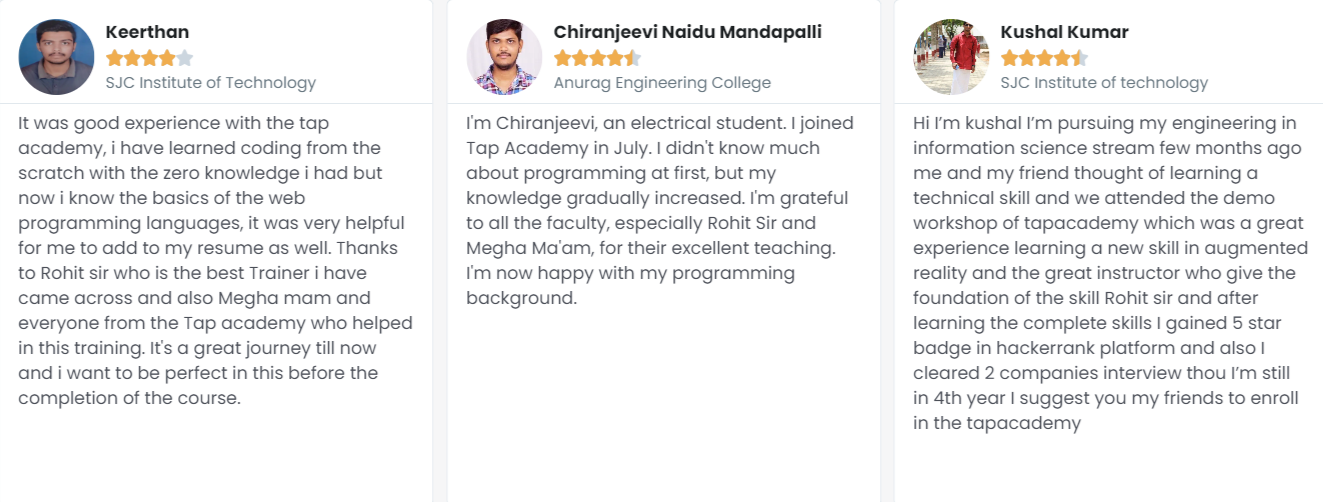 Keerthan
SJC Institute of Technology
It was good experience with the tap
academy, i have learned coding from the
scratch with the zero knowledge i had but
now i know the basics of the web
programming languages, it was very helpful
for me to add to my resume as well. Thanks
to Rohit sir who is the best Trainer i have
came across and also Megha mam and
everyone from the Tap academy who helped
in this training. It's a great journey till now
and i want to be perfect in this before the
completion of the course.
Chiranjeevi Naidu Mandapalli
Anurag Engineering College
I'm Chiranjeevi, an electrical student. I joined
Tap Academy in July. I didn't know much
about programming at first, but my
knowledge gradually increased. I'm grateful
to all the faculty, especially Rohit Sir and
Megha Ma'am, for their excellent teaching.
I'm now happy with my programming
background.
Kushal Kumar
SJC Institute of technology
Hi I’m kushal I’m pursuing my engineering in
information science stream few months ago
me and my friend thought of learning a
technical skill and we attended the demo
workshop of tapacademy which was a great
experience learning a new skill in augmented
reality and the great instructor who give the
foundation of the skill Rohit sir and after
learning the complete skills I gained 5 star
badge in hackerrank platform and also I
cleared 2 companies interview thou I’m still
in 4th year I suggest you my friends to enroll
in the tapacademy